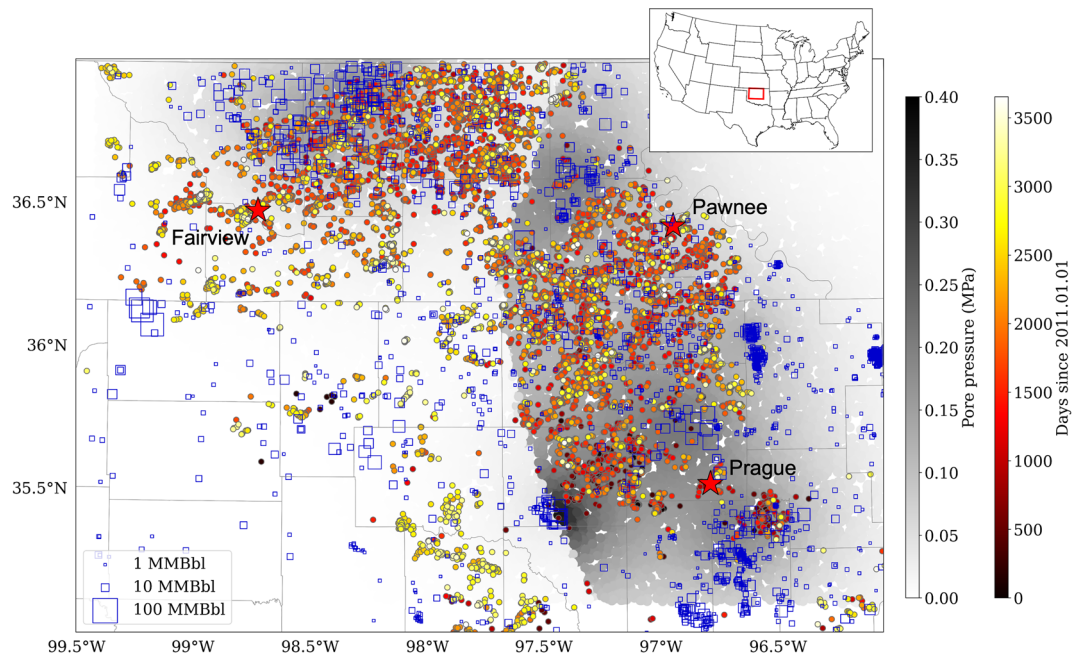 36.5°N
36°N
35.5°N
99.5°W
99°W
98.5°W
98°W
97.5°W
97°W
96.5°W
Fairview
Pawnee
Prague
1 MMBbl
10 MMBbl
100 MMBbl
0.40
0.35
0.30
0.25
0.20
0.15
0.10
0.05
0.00
Pore pressure (MPa)
3500
3000
2500
2000
1500
1000
500
0
Days since 2011.01.01